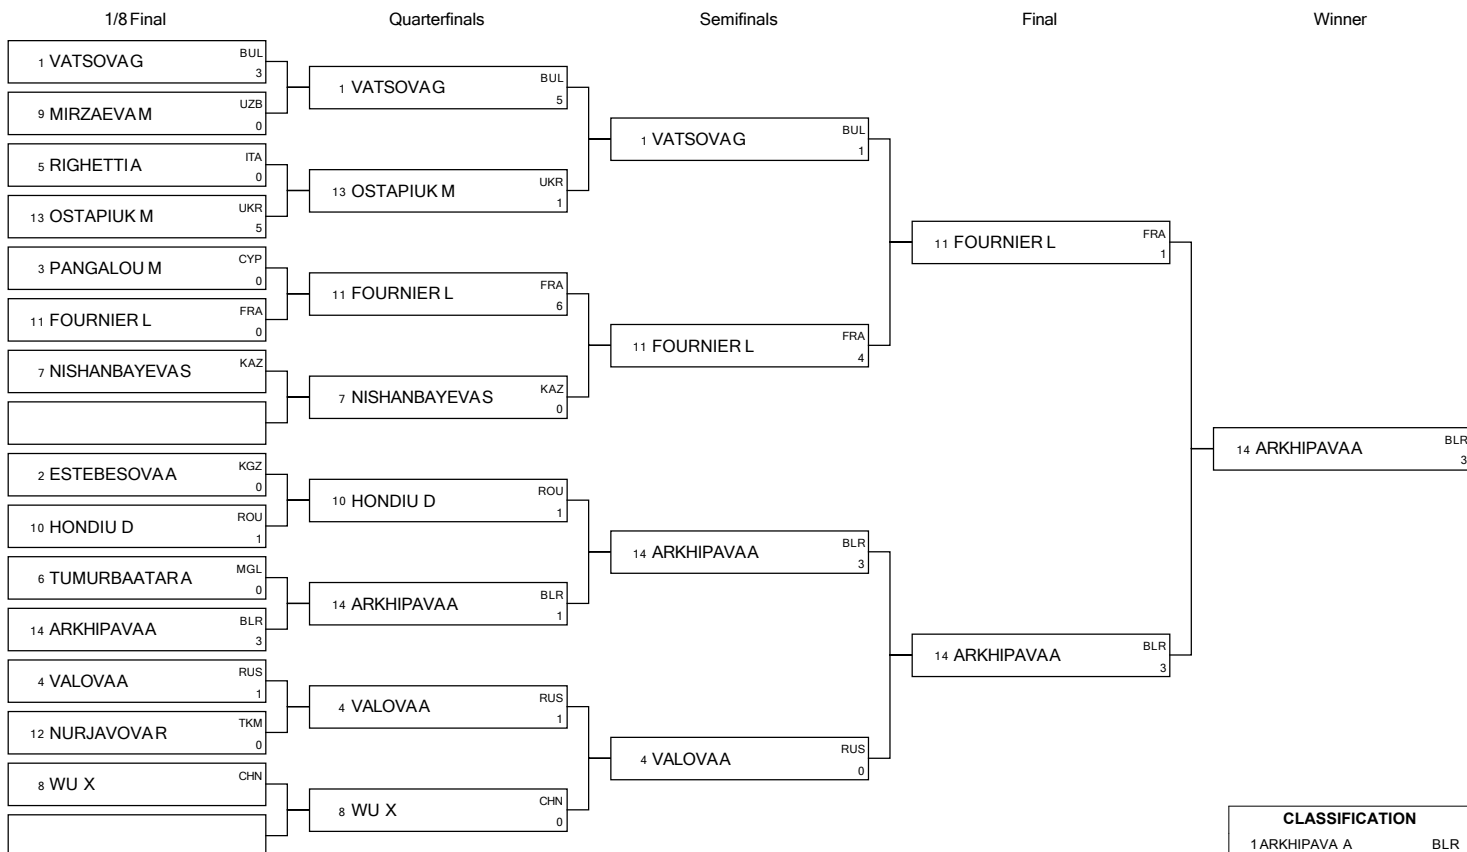 1/8 Final Quarterfinals Semifinals Final Winner
1 VATSOVA G BUL
3
9 MIRZAEVA M UZB
0
5 RIGHETTI A ITA
0
13 OSTAPIUK M UKR
5
3 PANGALOU M CYP
0
11 FOURNIER L FRA
0
7 NISHANBAYEVA S KAZ
2 ESTEBESOVA A KGZ
0
10 HONDIU D ROU
1
6 TUMURBAATAR A MGL
0
14 ARKHIPAVA A BLR
3
4 VALOVA A RUS
1
12 NURJAVOVA R TKM
0
8 WU X CHN
1 VATSOVA G BUL
5
13 OSTAPIUK M UKR
1
11 FOURNIER L FRA
6
7 NISHANBAYEVA S KAZ
0
10 HONDIU D ROU
1
14 ARKHIPAVA A BLR
1
4 VALOVA A RUS
1
8 WU X CHN
0
1 VATSOVA G BUL
1
11 FOURNIER L FRA
4
14 ARKHIPAVA A BLR
3
4 VALOVA A RUS
0
11 FOURNIER L FRA
1
14 ARKHIPAVA A BLR
3
14 ARKHIPAVA A BLR
3
CLASSIFICATION
1 ARKHIPAVA A BLR